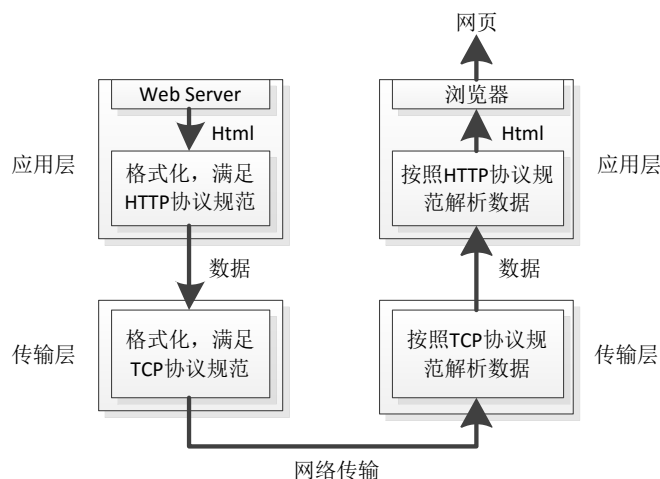 网页
Web Server
浏览器
Html
Html
应用层
格式化，满足
HTTP协议规范
按照HTTP协议规
范解析数据
应用层
数据
数据
传输层
格式化，满足
TCP协议规范
按照TCP协议规
范解析数据
传输层
网络传输